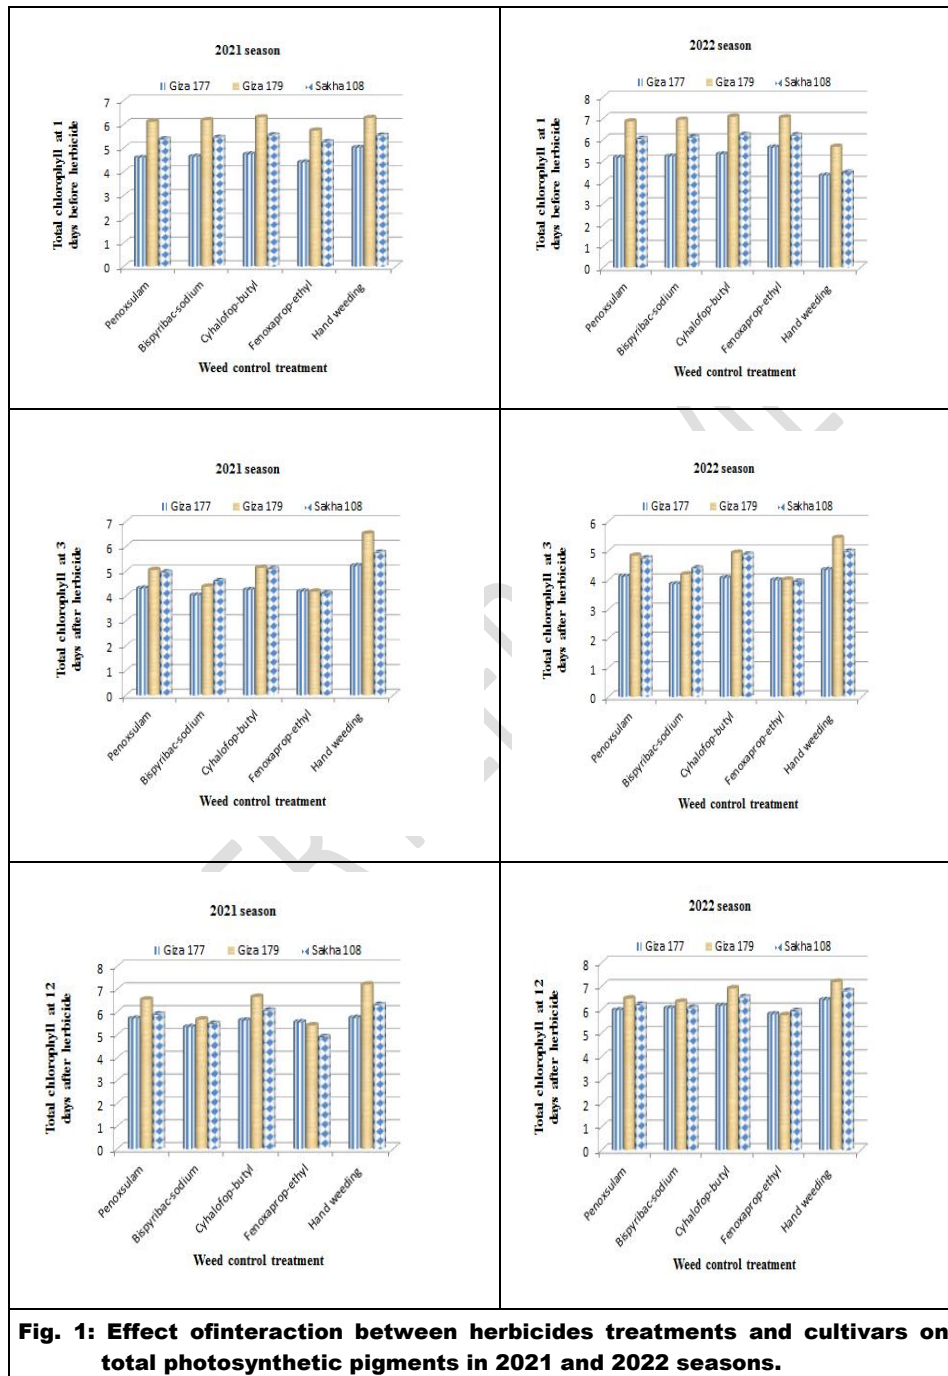 2021 season
Giza 177 Giza 179 Sakha 108
Total chlorophyll at 1
days before herbicide
7
6
5
4
3
2
1
0
Penoxsulam
Bispyribac-sodium
Cyhalofop-butyl
Fenoxaprop-ethyl
Hand weeding
Weed control treatment
2022 season
Giza 177 Giza 179 Sakha 108
Total chlorophyll at 1
days before herbicide
8
7
6
5
4
3
2
1
0
Penoxsulam
Bispyribac-sodium
Cyhalofop-butyl
Fenoxaprop-ethyl
Hand weeding
Weed control treatment
2021 season
Giza 177 Giza 179 Sakha 108
Total chlorophyll at 3
days after herbicide
7
6
5
4
3
2
1
0
Penoxsulam
Bispyribac-sodium
Cyhalofop-butyl
Fenoxaprop-ethyl
Hand weeding
Weed control treatment
2022 season
Giza 177 Giza 179 Sakha 108
Total chlorophyll at 3
days after herbicide
6
5
4
3
2
1
0
Penoxsulam
Bispyribac-sodium
Cyhalofop-butyl
Fenoxaprop-ethyl
Hand weeding
Weed control treatment
2021 season
Giza 177 Giza 179 Sakha 108
Total chlorophyll at 12
days after herbicide
8
7
6
5
4
3
2
1
0
Penoxsulam
Bispyribac-sodium
Cyhalofop-butyl
Fenoxaprop-ethyl
Hand weeding
Weed control treatment
2022 season
Giza 177 Giza 179 Sakha 108
Total chlorophyll at 12
days after herbicide
8
7
6
5
4
3
2
1
0
Penoxsulam
Bispyribac-sodium
Cyhalofop-butyl
Fenoxaprop-ethyl
Hand weeding
Weed control treatment
Fig. 1: Effect ofinteraction between herbicides treatments and cultivars on
total photosynthetic pigments in 2021 and 2022 seasons.